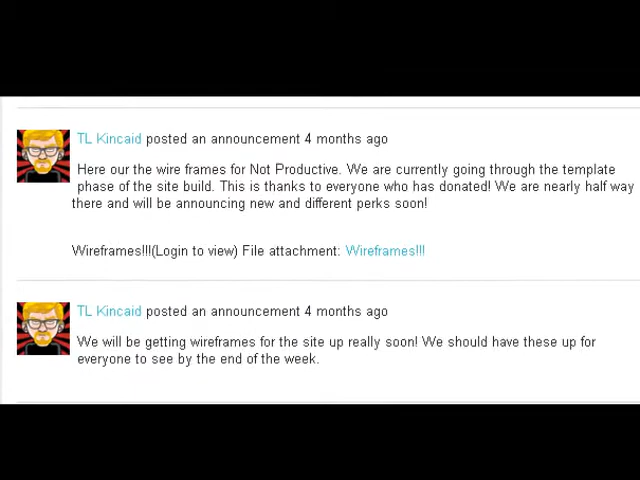 TL Kincaid posted an announcement 4 months ago
Here our the wire frames for Not Productive. We are currently going through the template
phase of the site build. This is thanks to everyone who has donated! We are nearly half way
there and will be announcing new and different perks soon!
Wireframes!!!(Login to view) File attachment: Wireframes!!!
TL Kincaid posted an announcement 4 months ago
We will be getting wireframes for the site up really soon! We should have these up for
everyone to see by the end of the week.